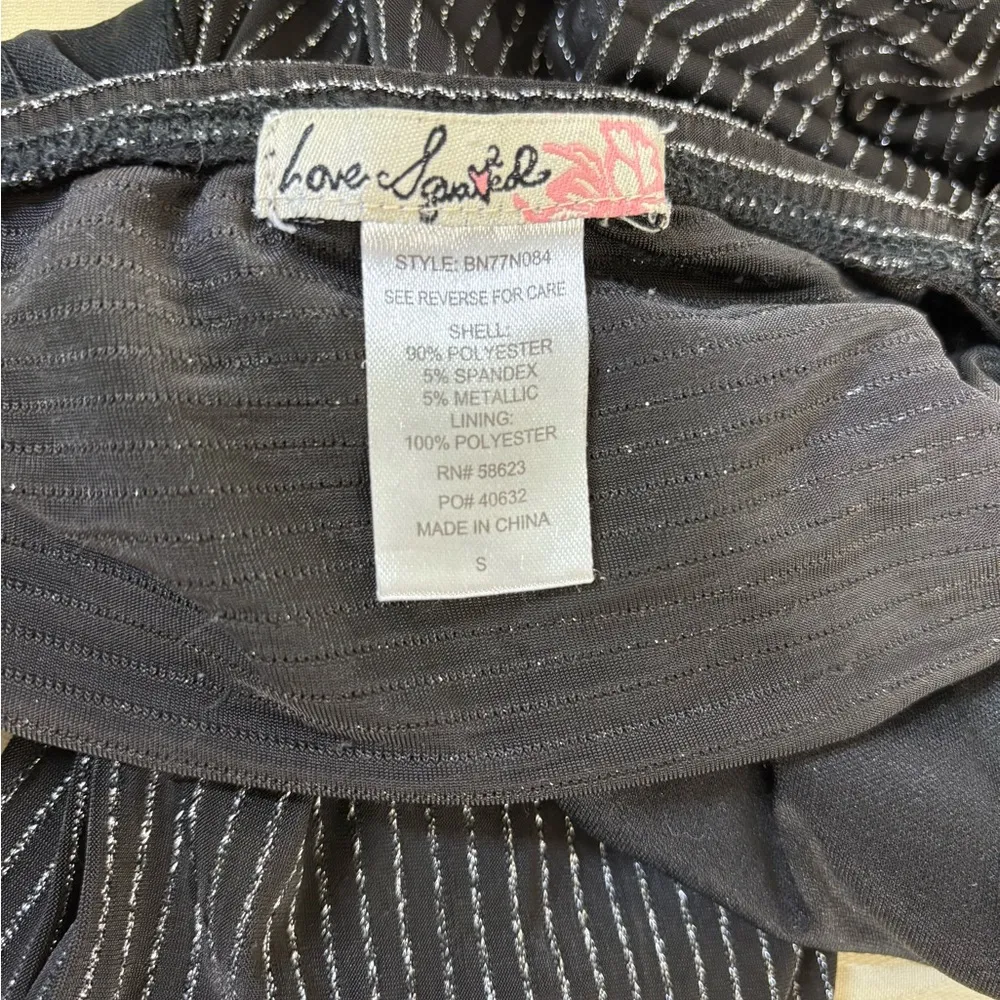 Love Squared
STYLE: BN77N084
SEE REVERSE FOR CARE
SHELL:
90% POLYESTER
5% SPANDEX
5% METALLIC
LINING:
100% POLYESTER
RN# 58623
PO# 40632
MADE IN CHINA
S